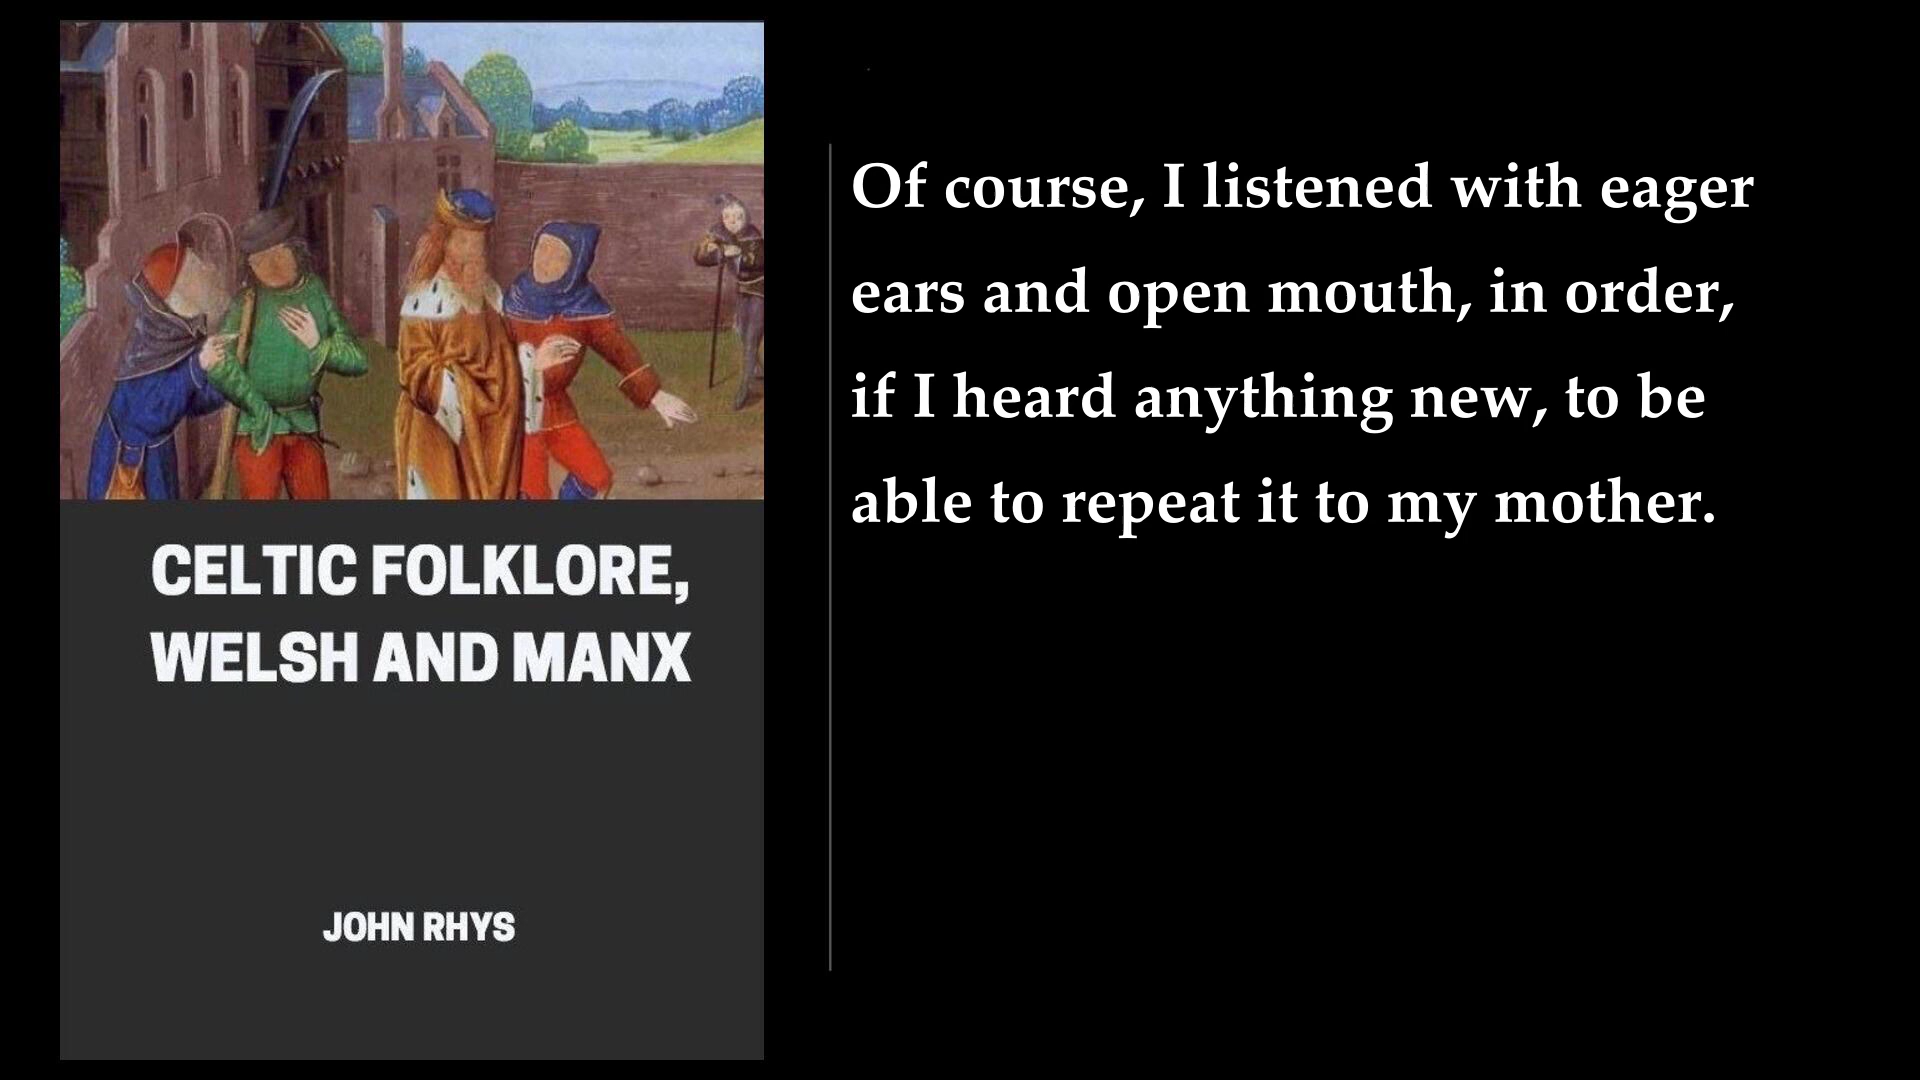 CELTIC FOLKLORE,
WELSH AND MANX
JOHN RHYS
Of course, I listened with eager
ears and open mouth, in order,
if I heard anything new, to be
able to repeat it to my mother.